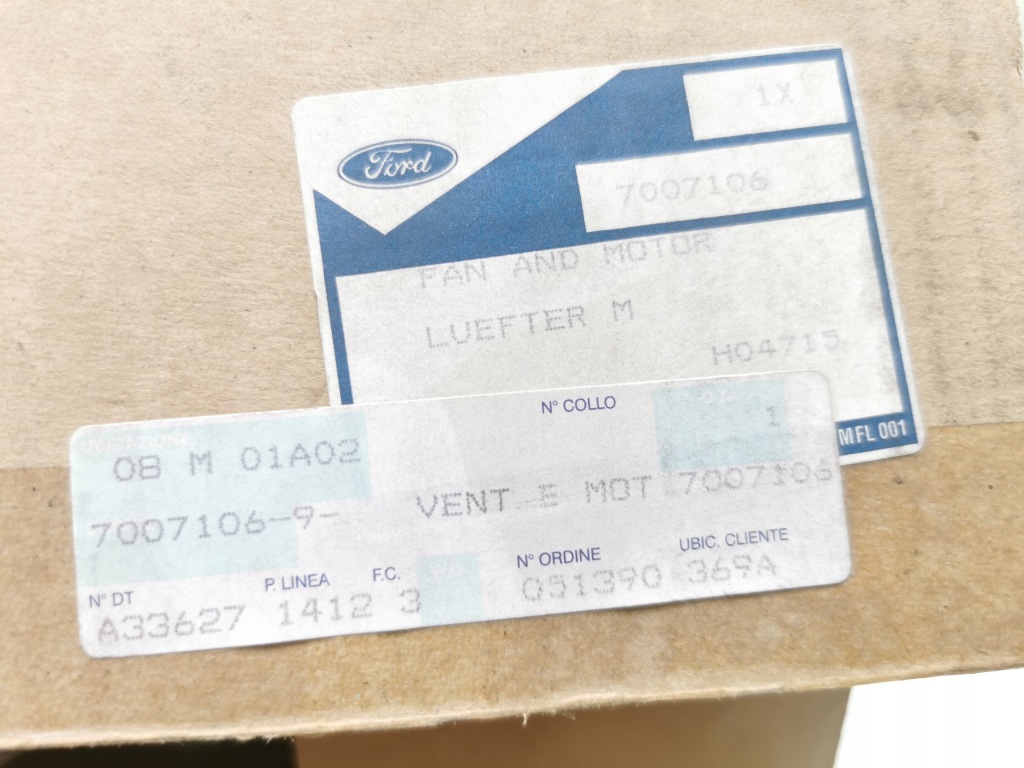 Ford
1X
7007106
FAN AND MOTOR
LUEFTER M
H04715
MFL 001
N° COLLO
08 M 01A02
1
7007106-9-
VENT E MOT 7007106
N° DT
P. LINEA
F.C.
N° ORDINE
UBIC. CLIENTE
A33627 1412 3
051390 369A